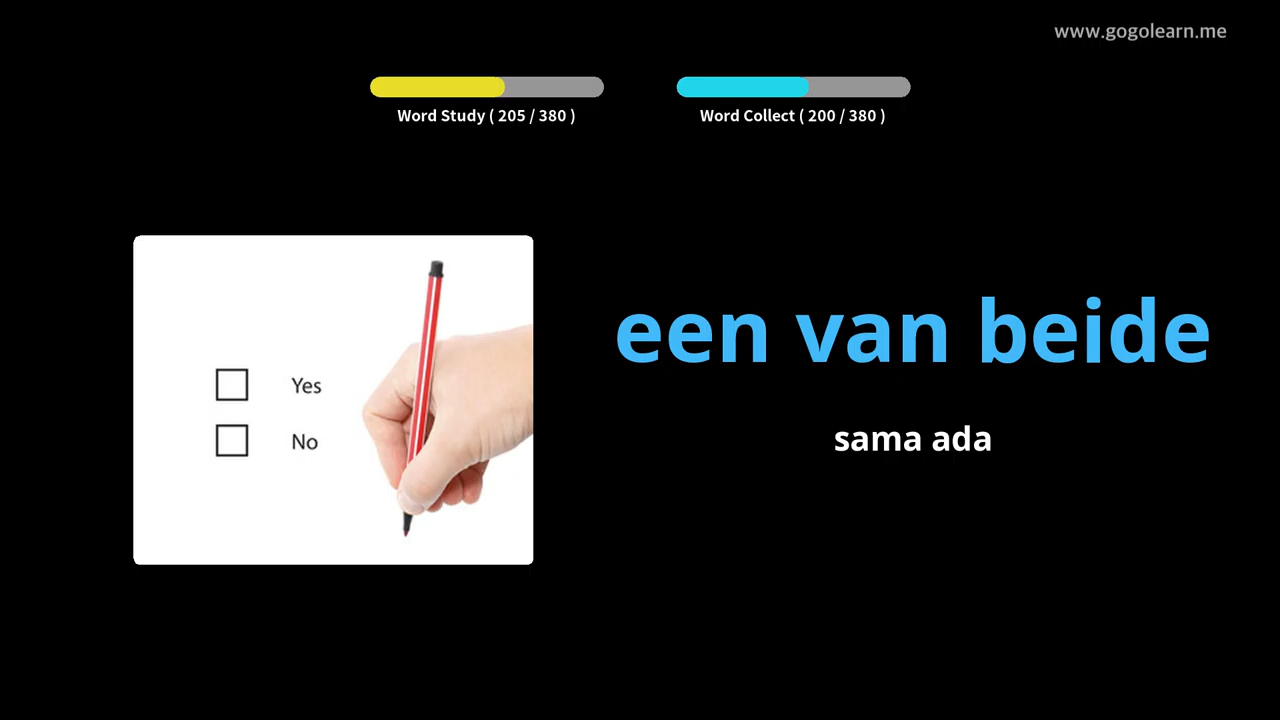 www.gogolearn.me
Word Study ( 205 / 380 )
Word Collect ( 200 / 380 )
een van beide
sama ada
Yes
No